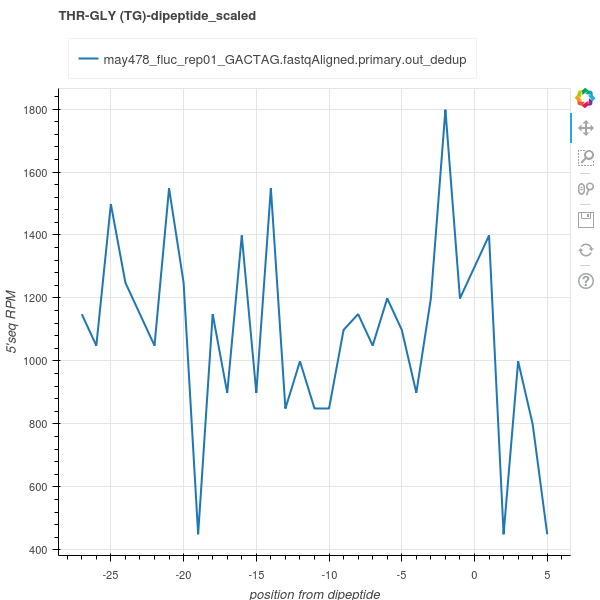 THR-GLY (TG)-dipeptide_scaled
may478_fluc_rep01_GACTAG.fastqAligned.primary.out_dedup
1800
1600
1400
1200
1000
800
600
400
5'seq RPM
-25 -20 -15 -10 -5 0 5
position from dipeptide